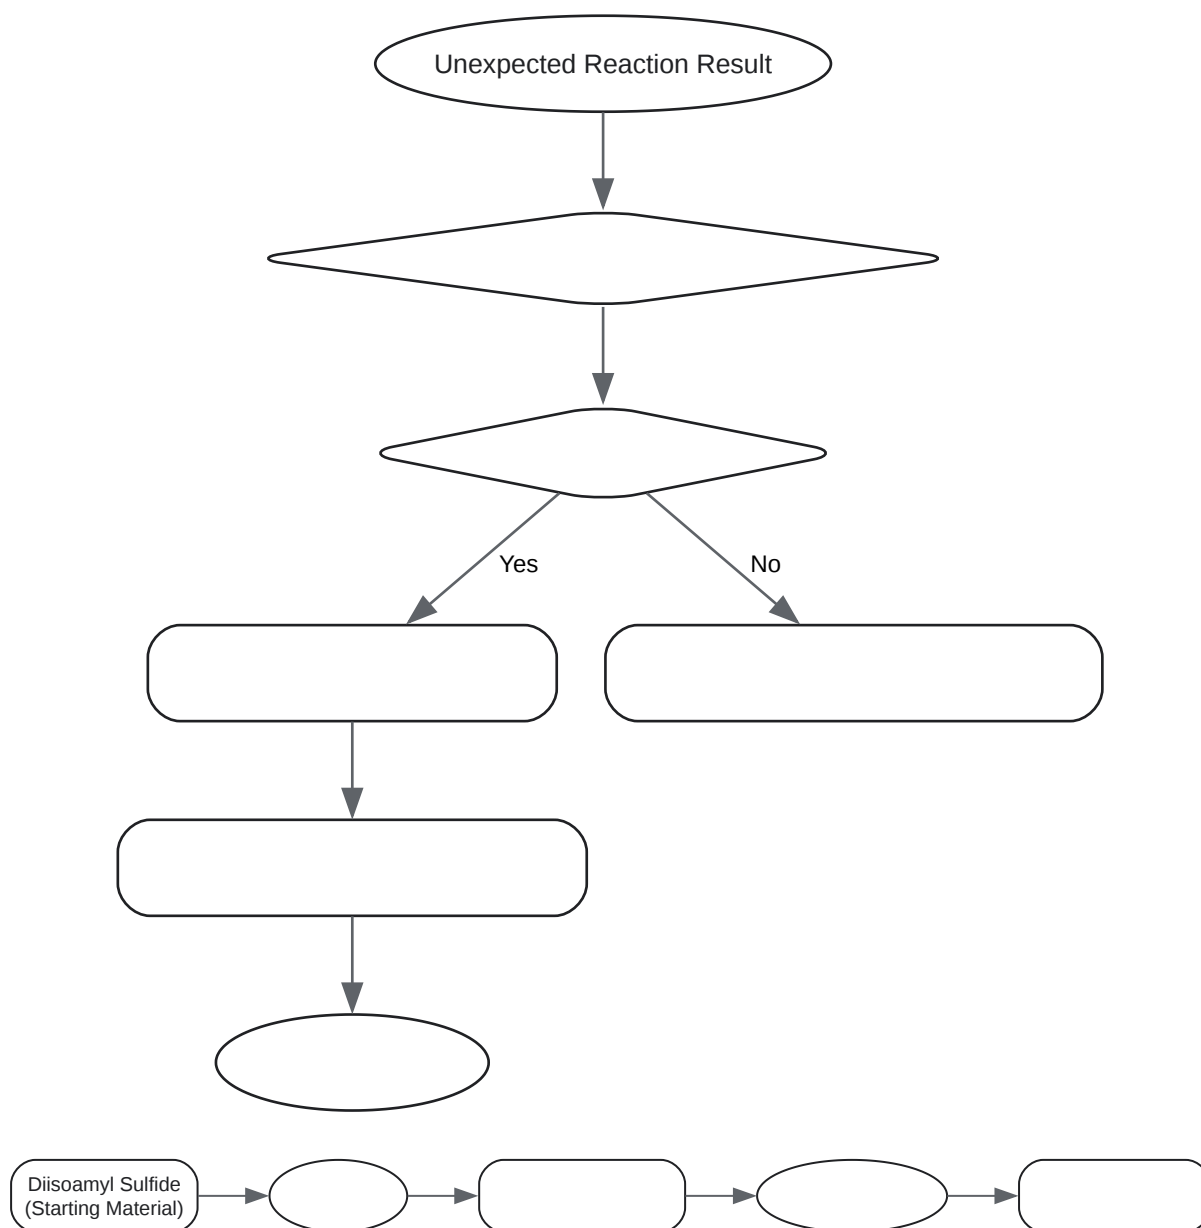 Unexpected Reaction Result
Yes
No
Diisoamyl Sulfide
(Starting Material)